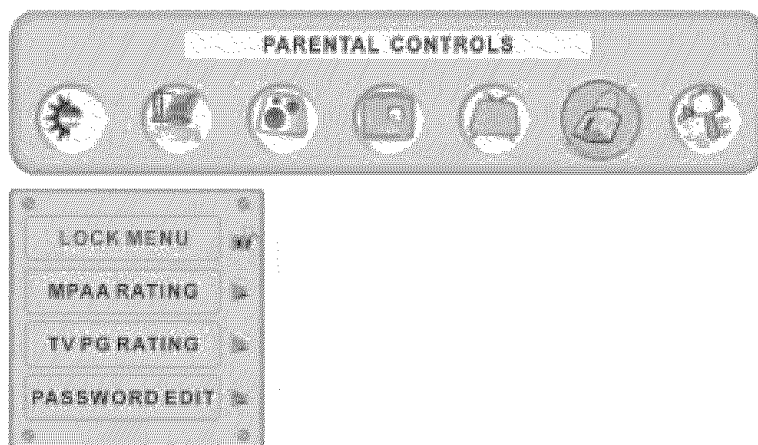 PARENTAL CONTROLS
LOCK MENU
MPAA RATING
TV PG RATING
PASSWORD EDIT